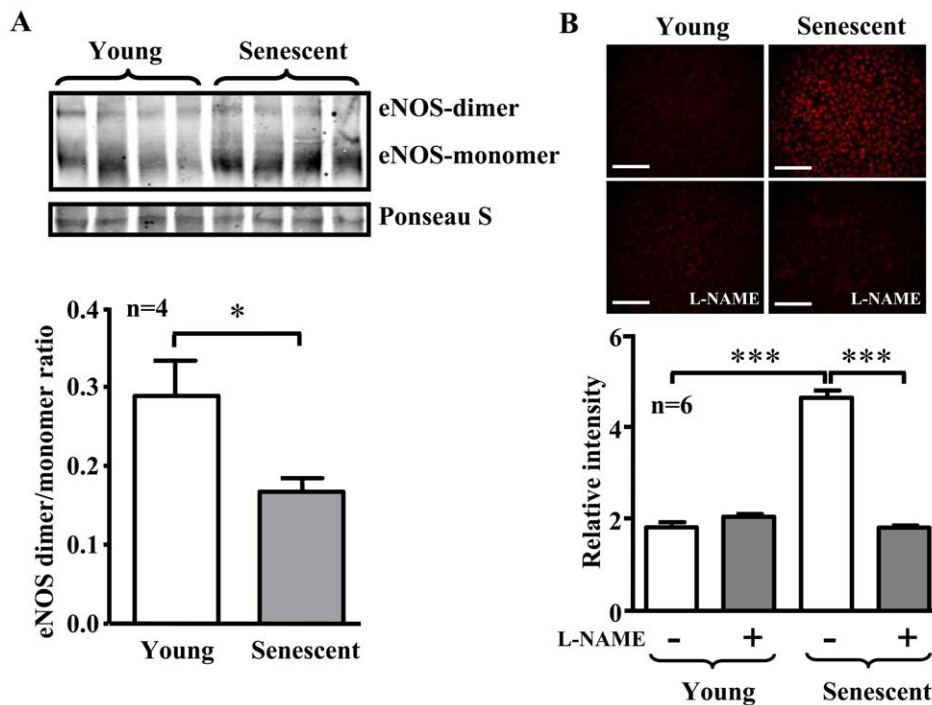 A
Young Senescent
eNOS-dimer
eNOS-monomer
Ponseau S
eNOS dimer/monomer ratio
0.4
0.3
0.2
0.1
0.0
n=4
*
Young Senescent
B
Young Senescent
L-NAME L-NAME
Relative intensity
6
4
2
0
n=6
*** ***
L-NAME - + - +
Young Senescent